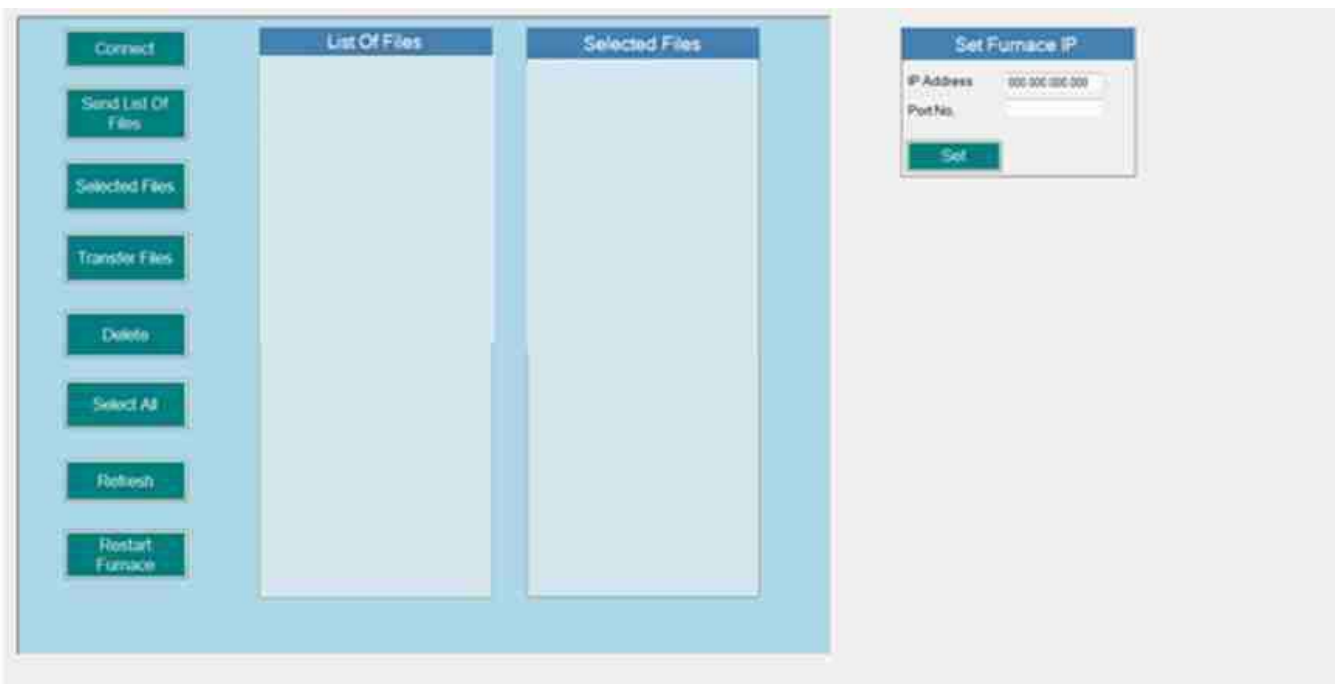 Connect
Send List Of
Files
Selected Files
Transfer Files
Delete
Select All
Refresh
Restart
Furnace
List Of Files
Selected Files
Set Furnace IP
IP Address 000.000.000.000
Port No.
Set